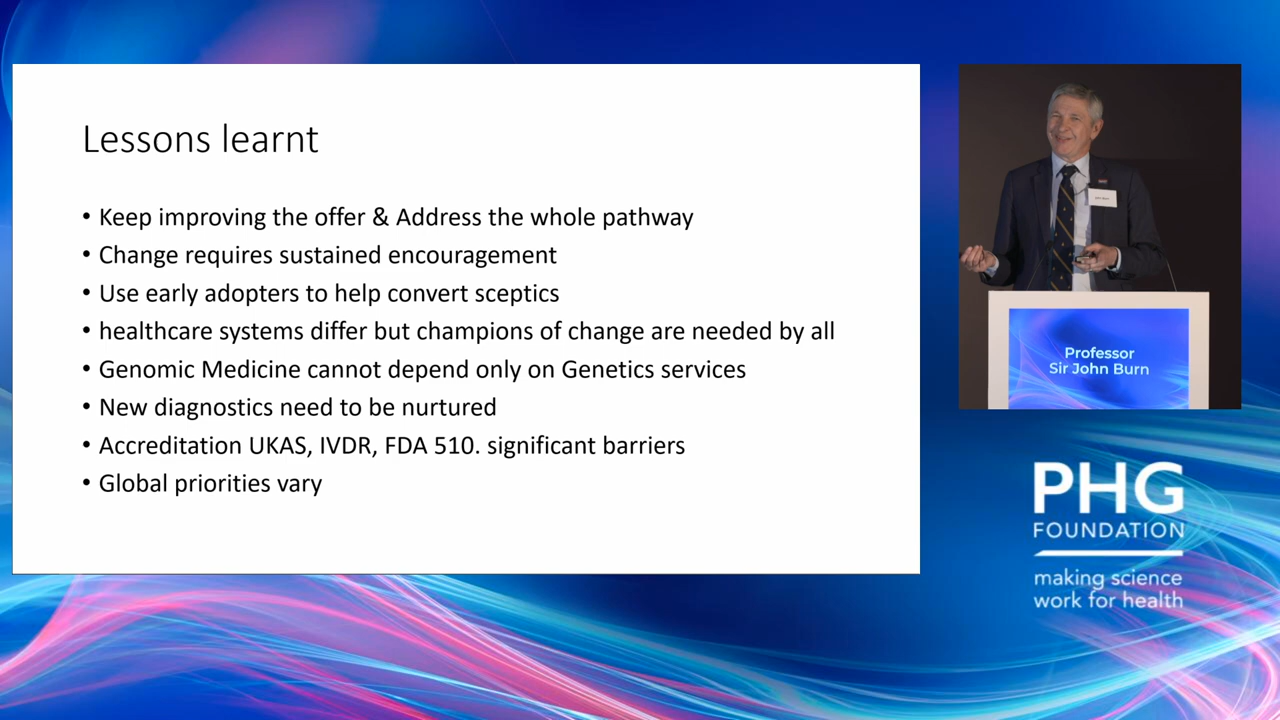 Lessons learnt
• Keep improving the offer & Address the whole pathway
• Change requires sustained encouragement
• Use early adopters to help convert sceptics
• healthcare systems differ but champions of change are needed by all
• Genomic Medicine cannot depend only on Genetics services
• New diagnostics need to be nurtured
• Accreditation UKAS, IVDR, FDA 510. significant barriers
• Global priorities vary
Professor
Sir John Burn
PHG
FOUNDATION
making science
work for health